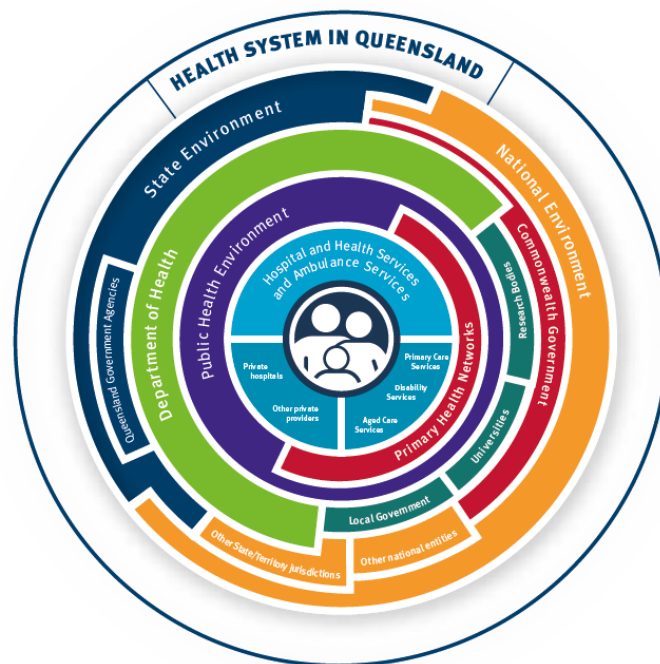 HEALTH SYSTEM IN QUEENSLAND
State Environment
National Environment
Commonwealth Government
Department of Health
Public Health Environment
Queensland Government Agencies
Hospital and Health Services
and Ambulance Services
Primary Health Networks
Research Bodies
Universities
Local Government
Other State/Territory jurisdictions
Other national entities
Private
hospitals
Other private
providers
Primary Care
Services
Disability
Services
Aged Care
Services